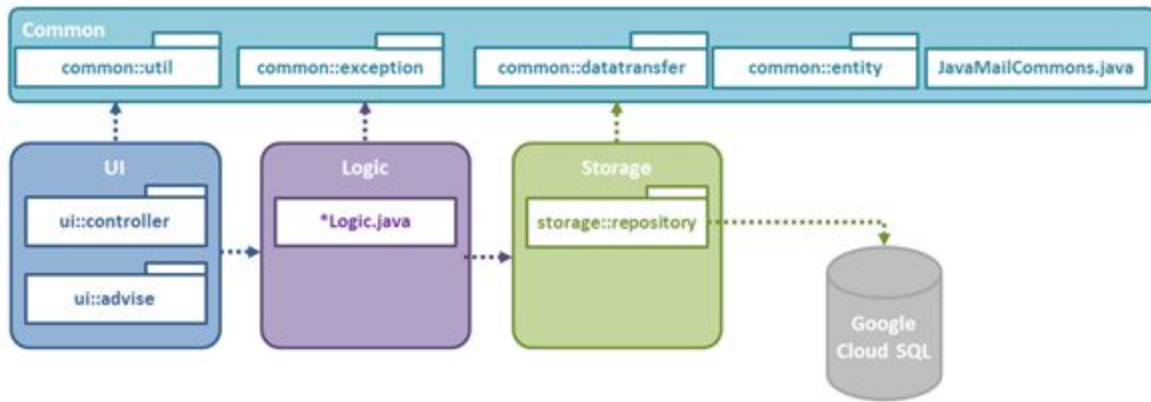 Common
common::util
common::exception
common::datatransfer
common::entity
JavaMailCommons.java
UI
ui::controller
ui::advise
Logic
*Logic.java
Storage
storage::repository
Google
Cloud SQL